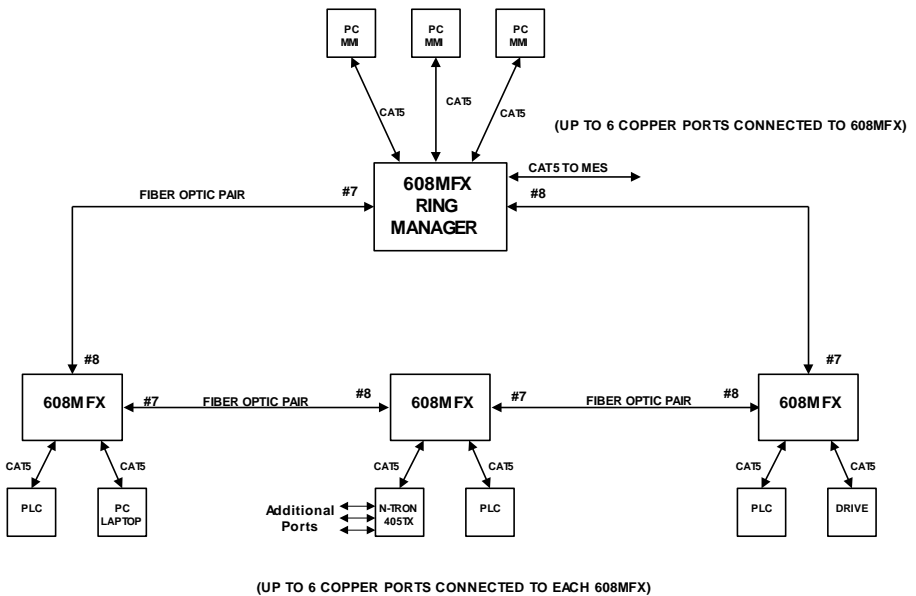 PC
MMI
PC
MMI
PC
MMI
CAT5
CAT5
CAT5
(UP TO 6 COPPER PORTS CONNECTED TO 608MFX)
608MFX
RING
MANAGER
CAT5 TO MES
FIBER OPTIC PAIR
#7
#8
#8
#7
608MFX
#7
FIBER OPTIC PAIR
#8
608MFX
#7
FIBER OPTIC PAIR
#8
608MFX
CAT5
CAT5
CAT5
CAT5
CAT5
CAT5
PLC
PC
LAPTOP
Additional
Ports
N-TRON
405TX
PLC
PLC
DRIVE
(UP TO 6 COPPER PORTS CONNECTED TO EACH 608MFX)